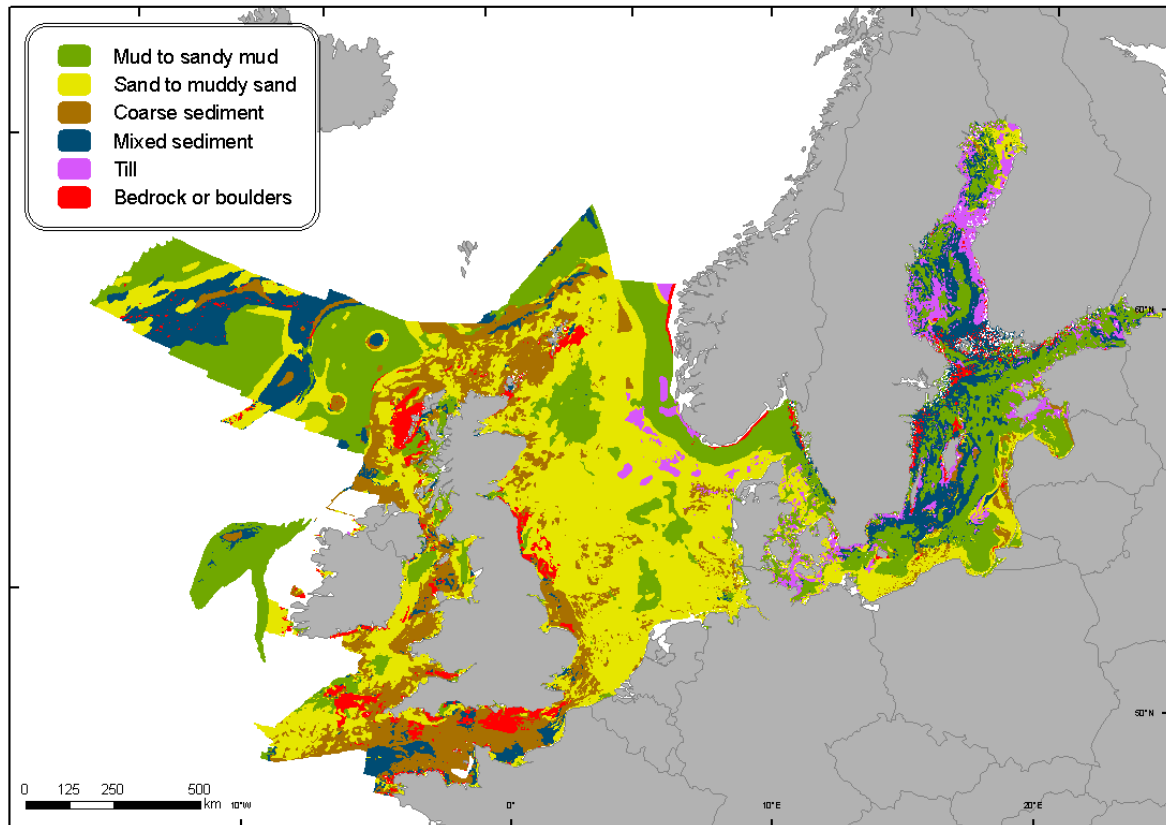 Mud to sandy mud
Sand to muddy sand
Coarse sediment
Mixed sediment
Till
Bedrock or boulders
60°N
50°N
0 125 250 500
km
10°W
0°
10°E
20°E